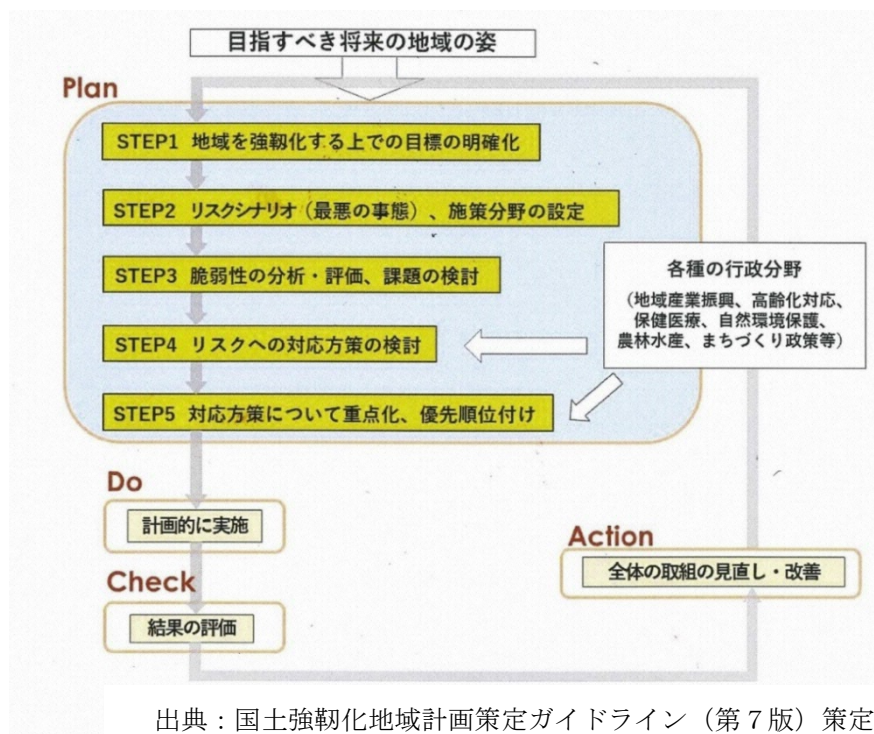 目指すべき将来の地域の姿
Plan
STEP1 地域を強靱化する上での目標の明確化
STEP2 リスクシナリオ（最悪の事態）、施策分野の設定
STEP3 脆弱性の分析・評価、課題の検討
各種の行政分野
（地域産業振興、高齢化対応、
保健医療、自然環境保護、
農林水産、まちづくり政策等）
STEP4 リスクへの対応方策の検討
STEP5 対応方策について重点化、優先順位付け
Do
計画的に実施
Action
全体の取組の見直し・改善
Check
結果の評価
出典：国土強靱化地域計画策定ガイドライン（第７版）策定